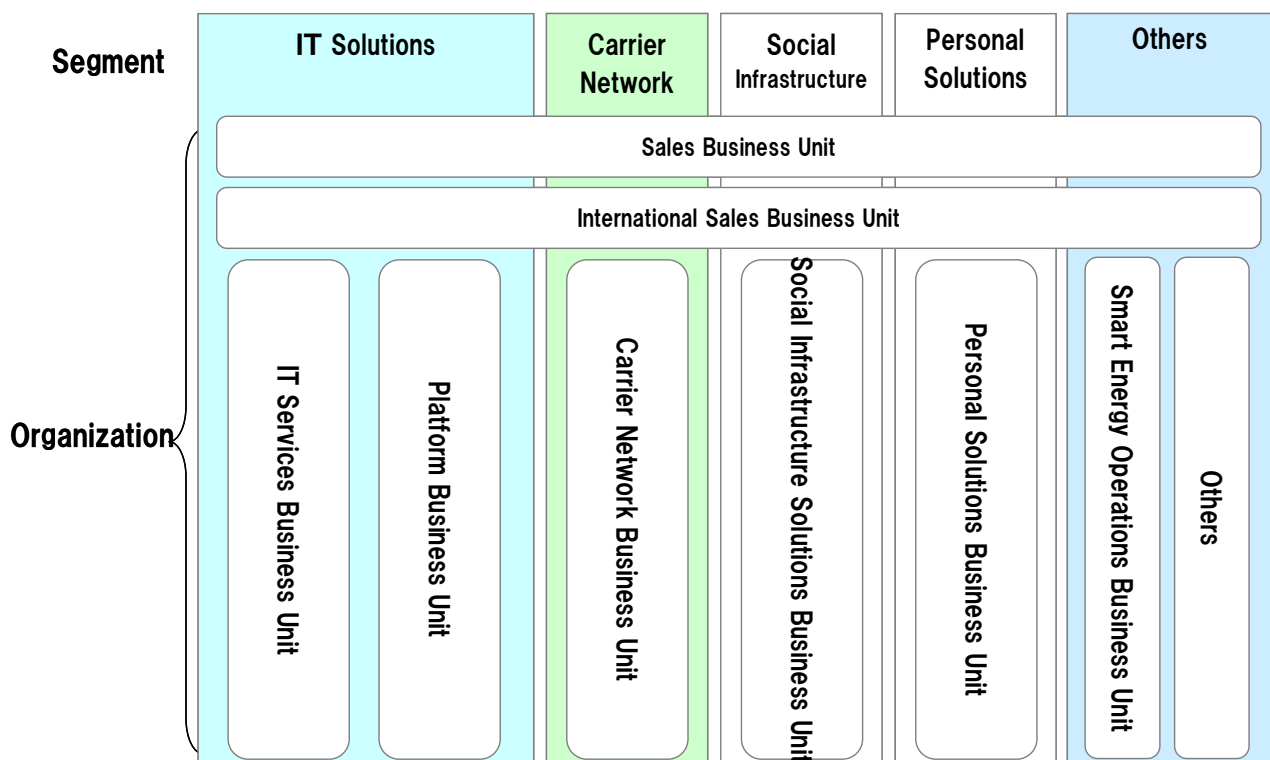 Segment
IT Solutions
Carrier
Network
Social
Infrastructure
Personal
Solutions
Others
Sales Business Unit
International Sales Business Unit
Organization
IT Services Business Unit
Platform Business Unit
Carrier Network Business Unit
Social Infrastructure Solutions Business Unit
Personal Solutions Business Unit
Smart Energy Operations Business Unit
Others